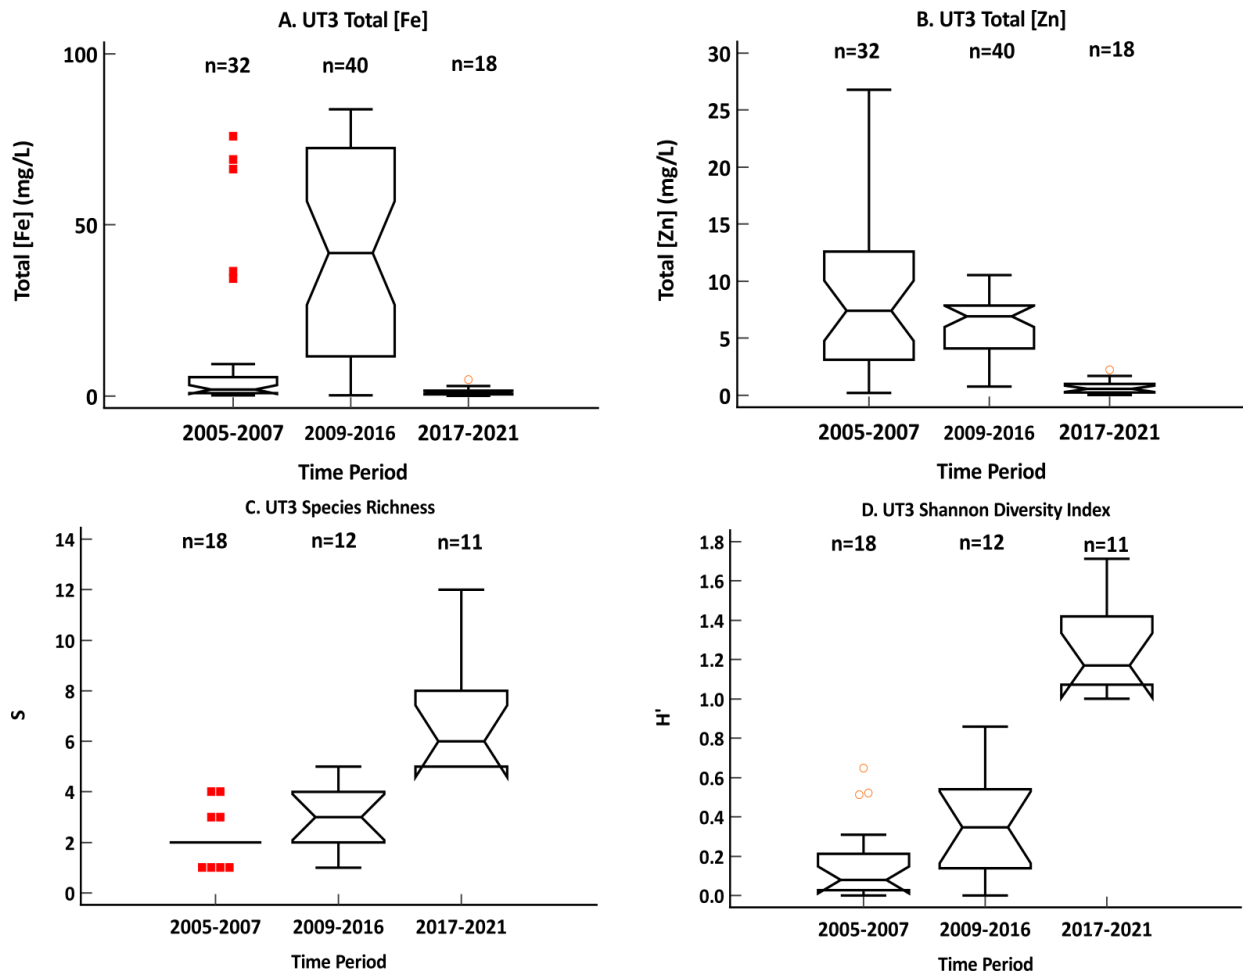 A. UT3 Total [Fe]
n=32 n=40 n=18
Total [Fe] (mg/L)
100
50
0
2005-2007 2009-2016 2017-2021
Time Period
B. UT3 Total [Zn]
n=32 n=40 n=18
Total [Zn] (mg/L)
30
25
20
15
10
5
0
2005-2007 2009-2016 2017-2021
Time Period
C. UT3 Species Richness
n=18 n=12 n=11
S
14
12
10
8
6
4
2
0
2005-2007 2009-2016 2017-2021
Time Period
D. UT3 Shannon Diversity Index
n=18 n=12 n=11
H'
1.8
1.6
1.4
1.2
1.0
0.8
0.6
0.4
0.2
0.0
2005-2007 2009-2016 2017-2021
Time Period